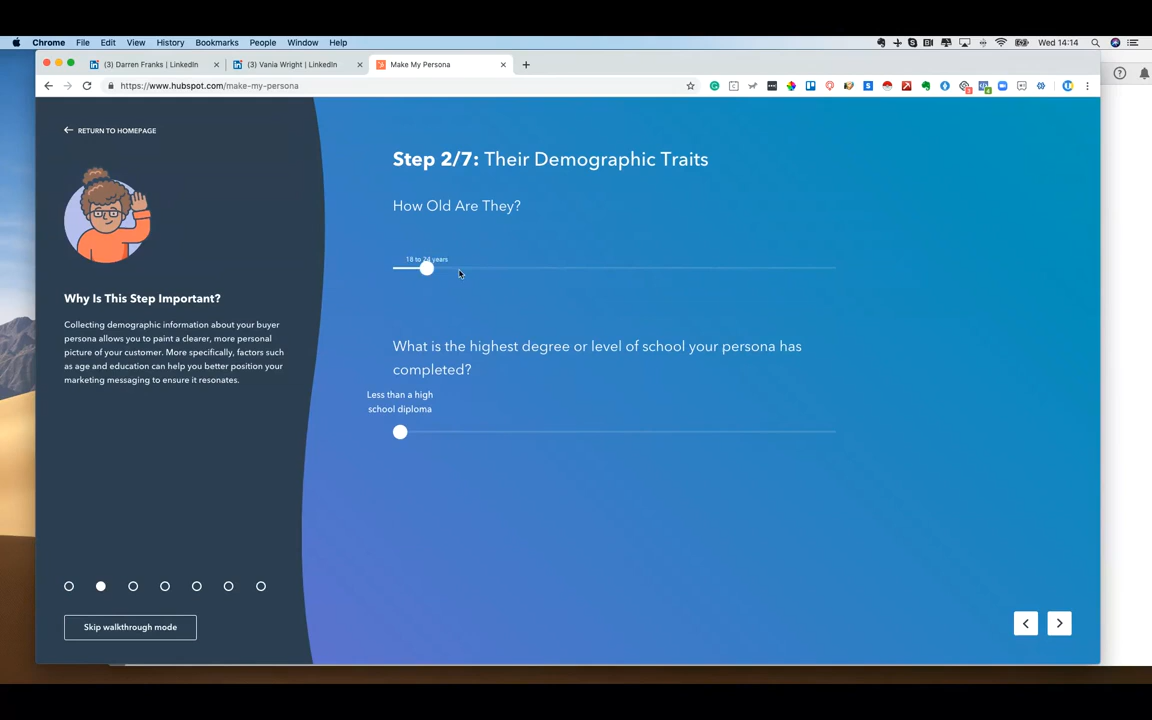 Chrome File Edit View History Bookmarks People Window Help
Wed 14:14
(3) Darren Franks | LinkedIn
(3) Vania Wright | LinkedIn
Make My Persona
https://www.hubspot.com/make-my-persona
RETURN TO HOMEPAGE
Why Is This Step Important?
Collecting demographic information about your buyer
persona allows you to paint a clearer, more personal
picture of your customer. More specifically, factors such
as age and education can help you better position your
marketing messaging to ensure it resonates.
Skip walkthrough mode
Step 2/7: Their Demographic Traits
How Old Are They?
18 to 24 years
What is the highest degree or level of school your persona has
completed?
Less than a high
school diploma